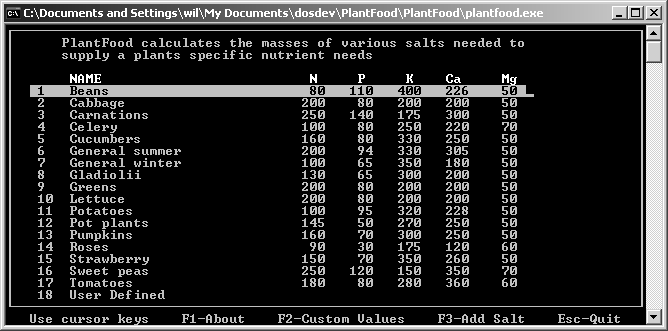 C:\Documents and Settings\wil\My Documents\dosdev\PlantFood\PlantFood\plantfood.exe
PlantFood calculates the masses of various salts needed to
supply a plants specific nutrient needs
NAME N P K Ca Mg
1 Beans 80 110 400 226 50
2 Cabbage 200 80 200 200 50
3 Carnations 250 140 175 300 50
4 Celery 100 80 250 220 70
5 Cucumbers 160 80 330 250 50
6 General summer 200 94 330 305 50
7 General winter 100 65 350 180 50
8 Gladiolii 130 65 300 200 50
9 Greens 200 80 200 200 50
10 Lettuce 200 80 200 200 50
11 Potatoes 100 95 320 228 50
12 Pot plants 145 50 270 250 50
13 Pumpkins 160 70 300 250 50
14 Roses 90 30 175 120 60
15 Strawberry 150 70 350 260 50
16 Sweet peas 250 120 150 350 70
17 Tomatoes 180 80 280 360 60
18 User Defined
Use cursor keys F1-About F2-Custom Values F3-Add Salt Esc-Quit